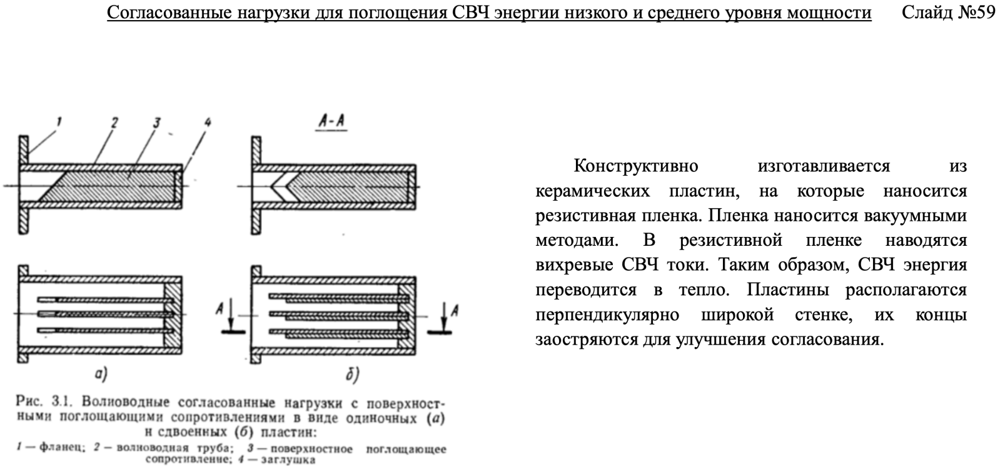 Согласованные нагрузки для поглощения СВЧ энергии низкого и среднего уровня мощности Слайд №59
1 2 3 4 А-А
А А
а) б)
Рис. 3.1. Волноводные согласованные нагрузки с поверхност-
ными поглощающими сопротивлениями в виде одиночных (а)
и сдвоенных (б) пластин:
1 — фланец; 2 — волноводная труба; 3 — поверхностное поглощающее
сопротивление; 4 — заглушка
Конструктивно изготавливается из
керамических пластин, на которые наносится
резистивная пленка. Пленка наносится вакуумными
методами. В резистивной пленке наводятся
вихревые СВЧ токи. Таким образом, СВЧ энергия
переводится в тепло. Пластины располагаются
перпендикулярно широкой стенке, их концы
заостряются для улучшения согласования.